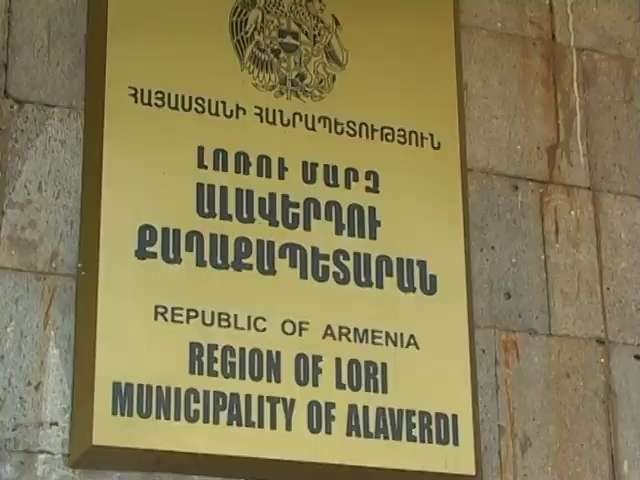 ՀԱՅԱՍՏԱՆԻ ՀԱՆՐԱՊԵՏՈՒԹՅՈՒՆ
ԼՈՌՈՒ ՄԱՐԶ
ԱԼԱՎԵՐԴՈՒ
ՔԱՂԱՔԱՊԵՏԱՐԱՆ
REPUBLIC OF ARMENIA
REGION OF LORI
MUNICIPALITY OF ALAVERDI